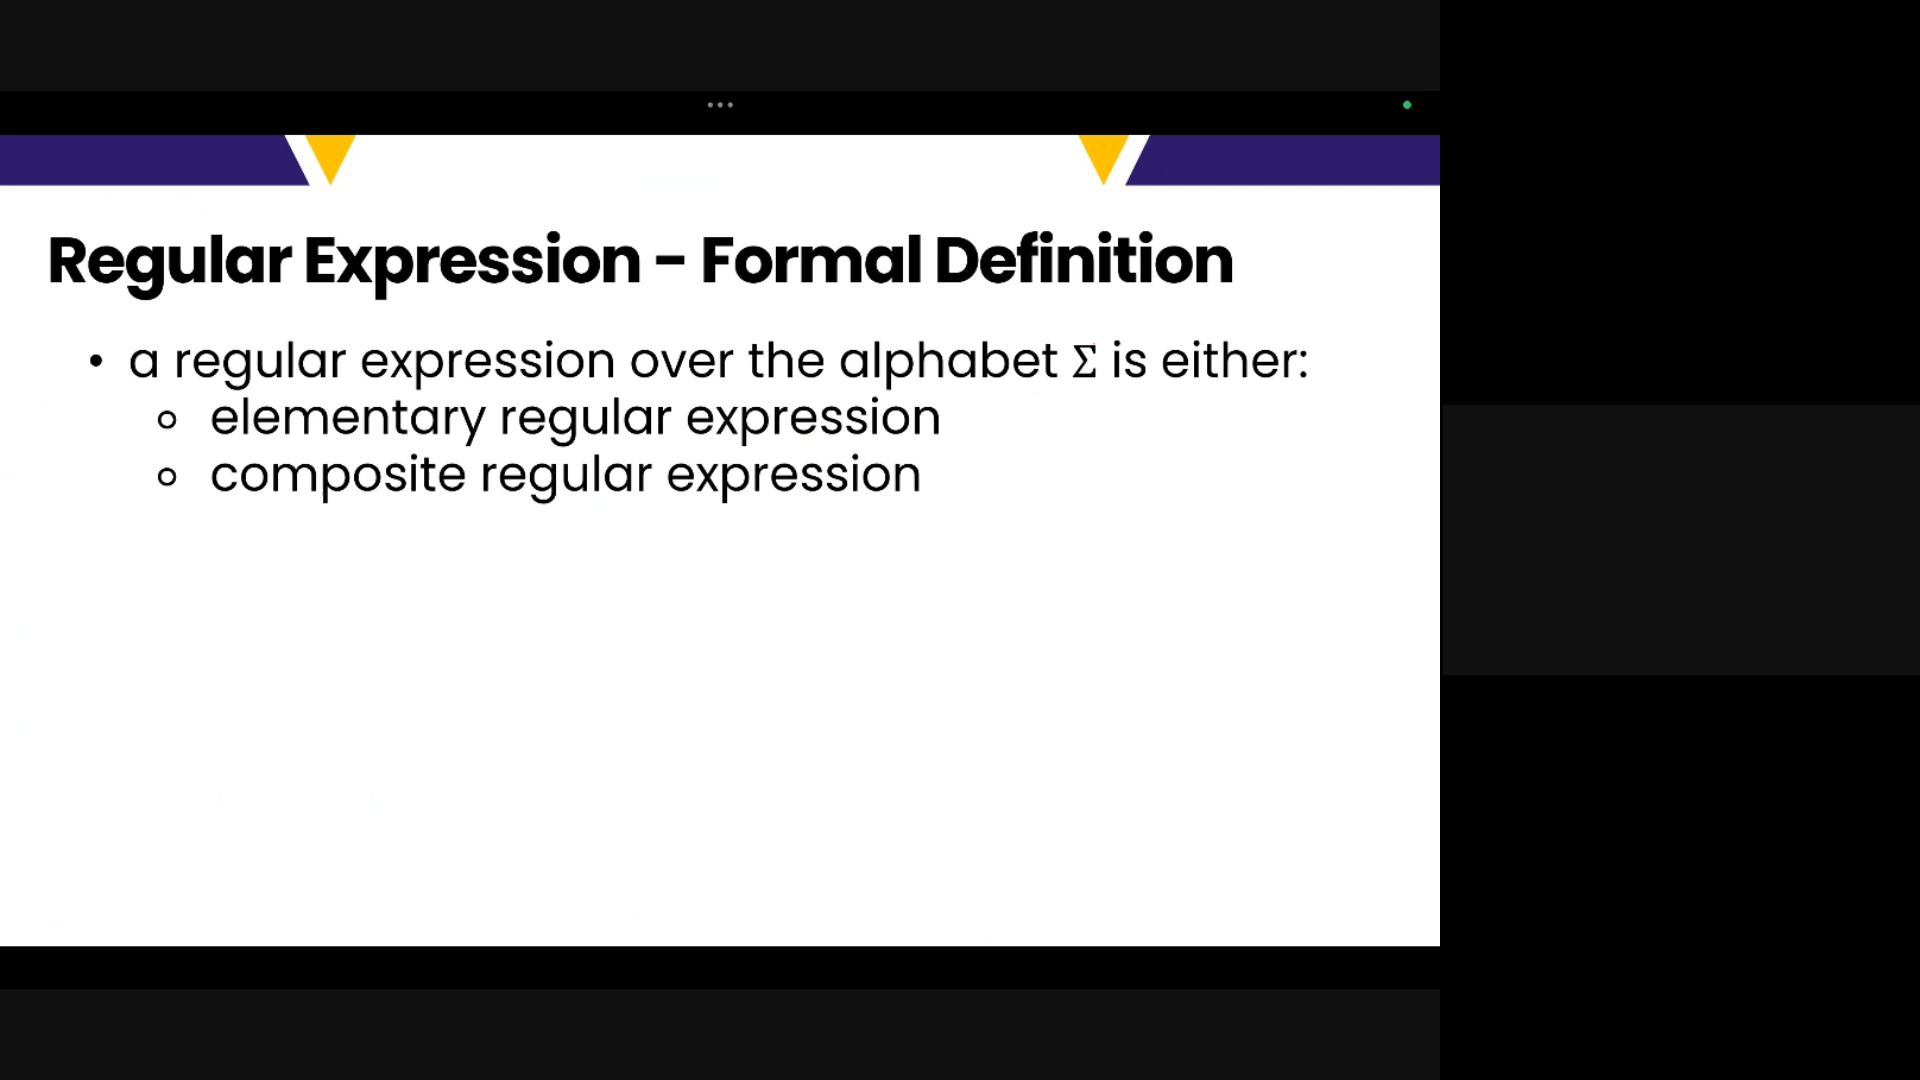 Regular Expression - Formal Definition
• a regular expression over the alphabet Σ is either:
o elementary regular expression
o composite regular expression